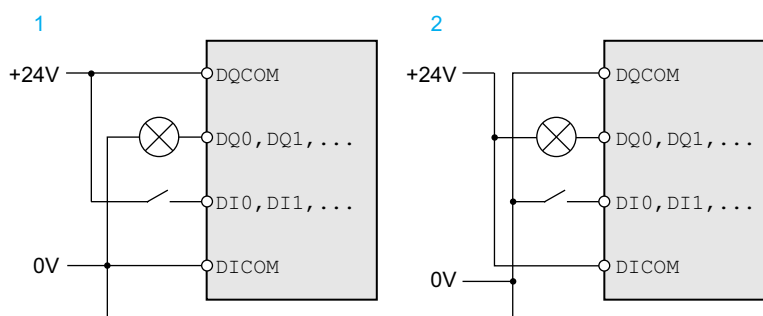 1
+24V
DQCOM
DQ0,DQ1,...
DI0,DI1,...
0V
DICOM
2
+24V
DQCOM
DQ0,DQ1,...
DI0,DI1,...
DICOM
0V